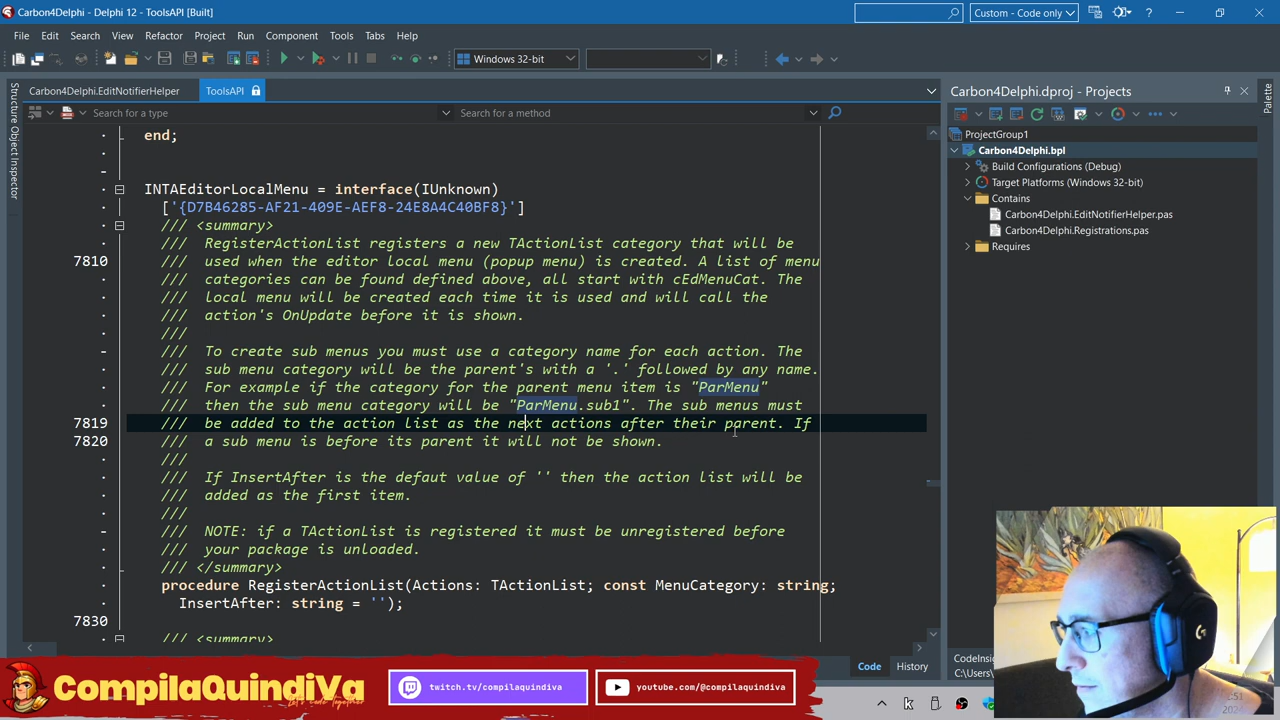 Carbon4Delphi - Delphi 12 - ToolsAPI [Built]
Custom - Code only
File Edit Search View Refactor Project Run Component Tools Tabs Help
Windows 32-bit
Carbon4Delphi.EditNotifierHelper ToolsAPI
Search for a type Search for a method
Structure Object Inspector
end;
INTAEditorLocalMenu = interface(IUnknown)
['{D7B46285-AF21-409E-AEF8-24E8A4C40BF8}']
/// <summary>
/// RegisterActionList registers a new TActionList category that will be
7810 /// used when the editor local menu (popup menu) is created. A list of menu
/// categories can be found defined above, all start with cEdMenuCat. The
/// local menu will be created each time it is used and will call the
/// action's OnUpdate before it is shown.
///
/// To create sub menus you must use a category name for each action. The
/// sub menu category will be the parent's with a '.' followed by any name.
/// For example if the category for the parent menu item is "ParMenu"
/// then the sub menu category will be "ParMenu.sub1". The sub menus must
7819 /// be added to the action list as the next actions after their parent. If
7820 /// a sub menu is before its parent it will not be shown.
///
/// If InsertAfter is the defaut value of '' then the action list will be
/// added as the first item.
///
/// NOTE: if a TActionList is registered it must be unregistered before
/// your package is unloaded.
/// </summary>
procedure RegisterActionList(Actions: TActionList; const MenuCategory: string;
InsertAfter: string = '');
7830
/// <summary>
Code History
Carbon4Delphi.dproj - Projects
Palette
ProjectGroup1
Carbon4Delphi.bpl
Build Configurations (Debug)
Target Platforms (Windows 32-bit)
Contains
Carbon4Delphi.EditNotifierHelper.pas
Carbon4Delphi.Registrations.pas
Requires
CodeInsig
C:\Users\
CompilaQuindiVa
Let's Code Together
twitch.tv/compilaquindiva
youtube.com/@compilaquindiva